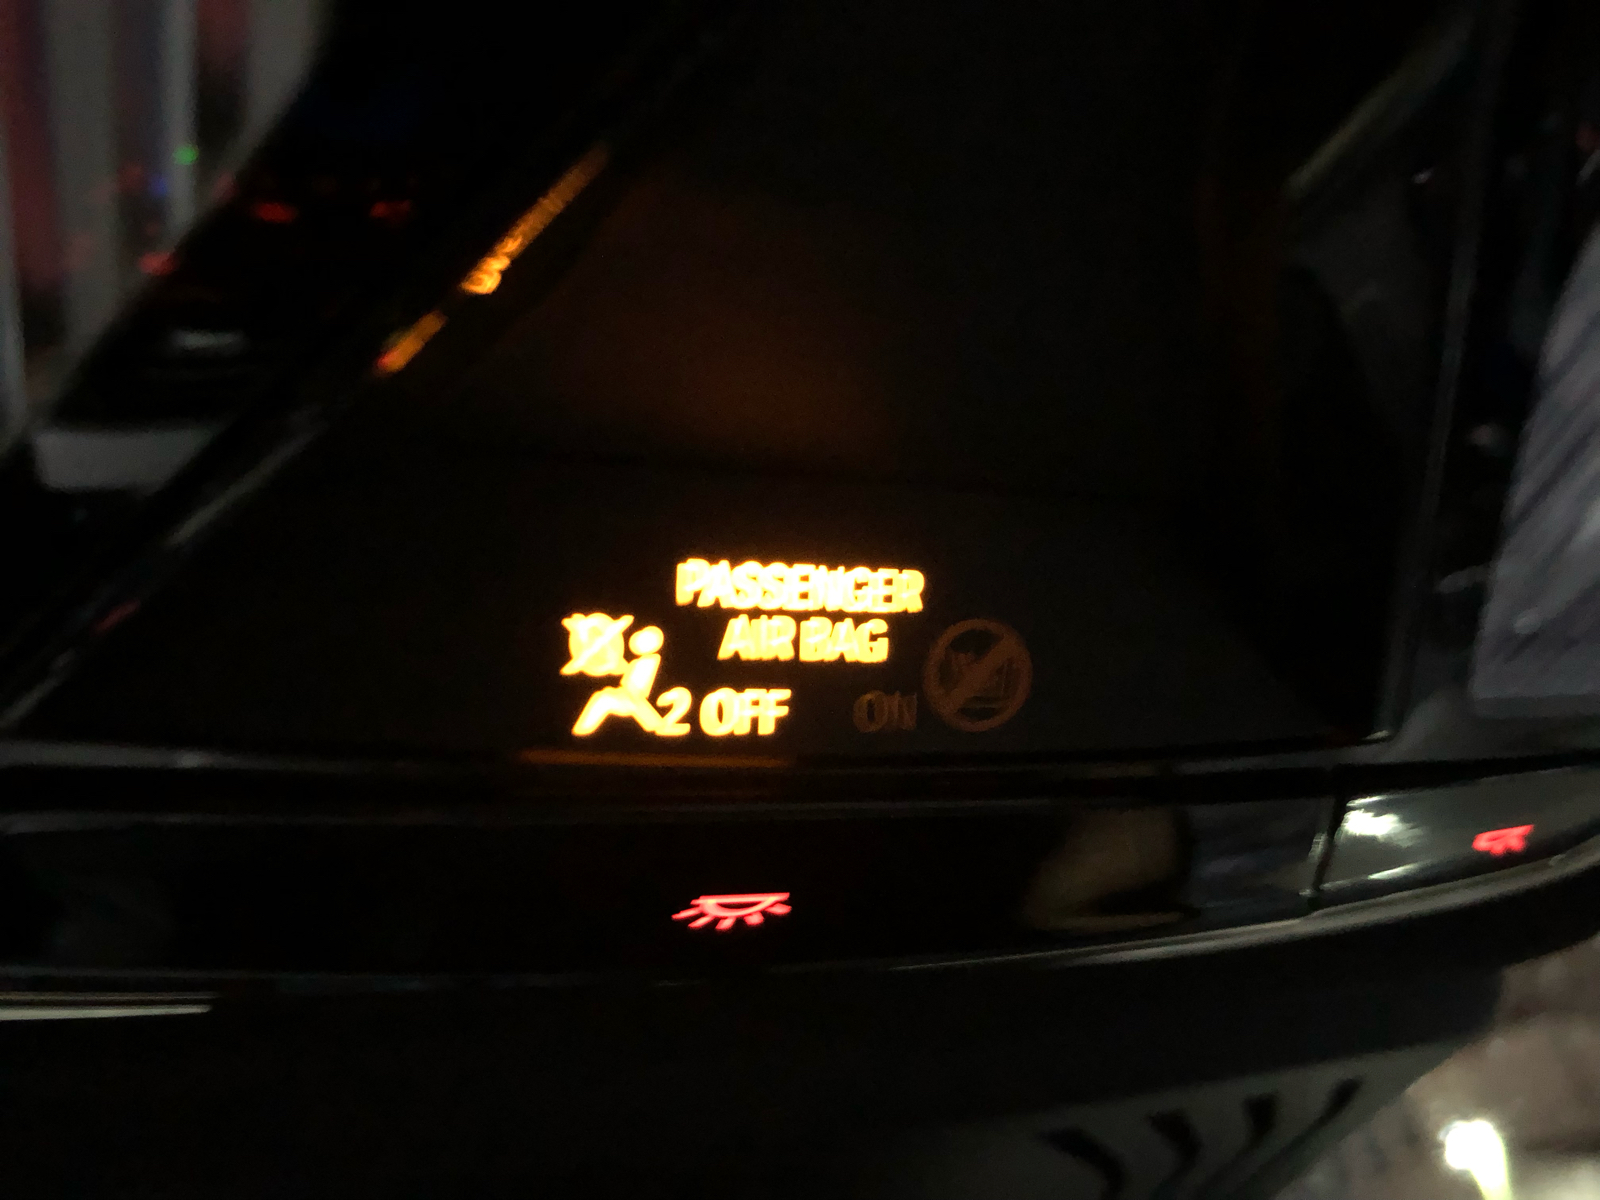 PASSENGER
AIR BAG
2 OFF ON